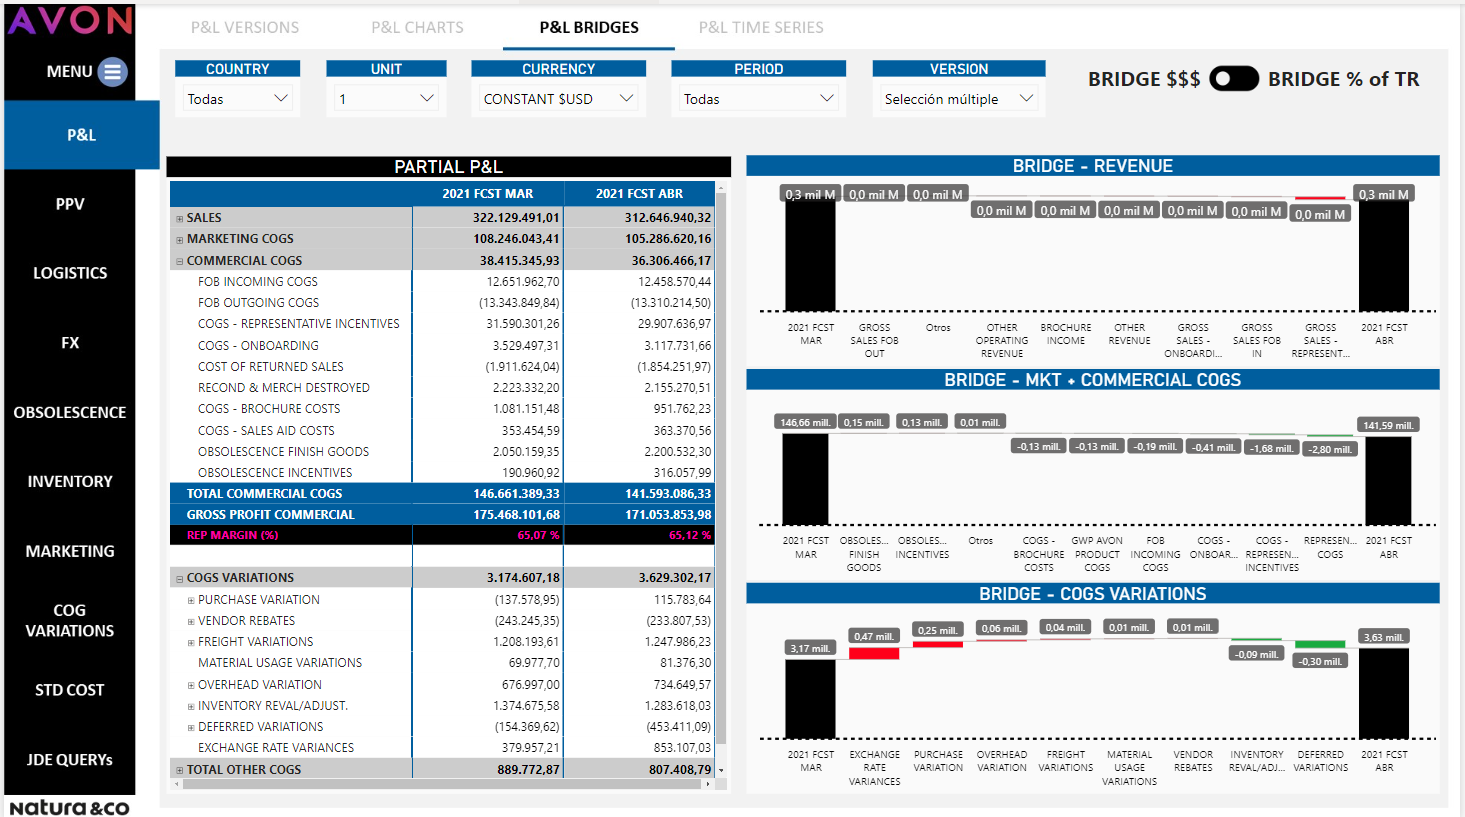 AVON
P&L VERSIONS P&L CHARTS P&L BRIDGES P&L TIME SERIES
MENU
COUNTRY UNIT CURRENCY PERIOD VERSION
Todas 1 CONSTANT $USD Todas Selección múltiple
BRIDGE $$$ BRIDGE % of TR
P&L
PPV
LOGISTICS
FX
OBSOLESCENCE
INVENTORY
MARKETING
COG
VARIATIONS
STD COST
JDE QUERYs
natura&co
PARTIAL P&L
2021 FCST MAR 2021 FCST ABR
SALES 322.129.491,01 312.646.940,32
MARKETING COGS 108.246.043,41 105.286.620,16
COMMERCIAL COGS 38.415.345,93 36.306.466,17
FOB INCOMING COGS 12.651.962,70 12.458.570,44
FOB OUTGOING COGS (13.343.849,84) (13.310.214,50)
COGS - REPRESENTATIVE INCENTIVES 31.590.301,26 29.907.636,97
COGS - ONBOARDING 3.529.497,31 3.117.731,66
COST OF RETURNED SALES (1.911.624,04) (1.854.251,97)
RECOND & MERCH DESTROYED 2.223.332,20 2.155.270,51
COGS - BROCHURE COSTS 1.081.151,48 951.762,23
COGS - SALES AID COSTS 353.454,59 363.370,56
OBSOLESCENCE FINISH GOODS 2.050.159,35 2.200.532,30
OBSOLESCENCE INCENTIVES 190.960,92 316.057,99
TOTAL COMMERCIAL COGS 146.661.389,33 141.593.086,33
GROSS PROFIT COMMERCIAL 175.468.101,68 171.053.853,98
REP MARGIN (%) 65,07 % 65,12 %
COGS VARIATIONS 3.174.607,18 3.629.302,17
PURCHASE VARIATION (137.578,95) 115.783,64
VENDOR REBATES (243.245,35) (233.807,53)
FREIGHT VARIATIONS 1.208.193,61 1.247.986,23
MATERIAL USAGE VARIATIONS 69.977,70 81.376,30
OVERHEAD VARIATION 676.997,00 734.649,57
INVENTORY REVAL/ADJUST. 1.374.675,58 1.283.618,03
DEFERRED VARIATIONS (154.369,62) (453.411,09)
EXCHANGE RATE VARIANCES 379.957,21 853.107,03
TOTAL OTHER COGS 889.772,87 807.408,79
BRIDGE - REVENUE
0,3 mil M 0,0 mil M 0,0 mil M 0,3 mil M
0,0 mil M 0,0 mil M 0,0 mil M 0,0 mil M 0,0 mil M 0,0 mil M
2021 FCST GROSS Otros OTHER BROCHURE OTHER GROSS GROSS GROSS 2021 FCST
MAR SALES FOB OPERATING INCOME REVENUE SALES - SALES FOB SALES - ABR
OUT REVENUE ONBOARDI... IN REPRESENT...
BRIDGE - MKT + COMMERCIAL COGS
146,66 mill. 0,15 mill. 0,13 mill. 0,01 mill. 141,59 mill.
-0,13 mill. -0,13 mill. -0,19 mill. -0,41 mill. -1,68 mill. -2,80 mill.
2021 FCST OBSOLES... OBSOLES... Otros COGS - GWP AVON FOB COGS - COGS - REPRESEN... 2021 FCST
MAR FINISH INCENTIVES BROCHURE PRODUCT INCOMING ONBOAR... REPRESEN... COGS ABR
GOODS COSTS COGS COGS INCENTIVES
BRIDGE - COGS VARIATIONS
3,17 mill. 0,47 mill. 0,25 mill. 0,06 mill. 0,04 mill. 0,01 mill. 0,01 mill. 3,63 mill.
-0,09 mill. -0,30 mill.
2021 FCST EXCHANGE PURCHASE OVERHEAD FREIGHT MATERIAL VENDOR INVENTORY DEFERRED 2021 FCST
MAR RATE VARIATION VARIATION VARIATIONS USAGE REBATES REVAL/ADJ... VARIATIONS ABR
VARIANCES VARIATIONS